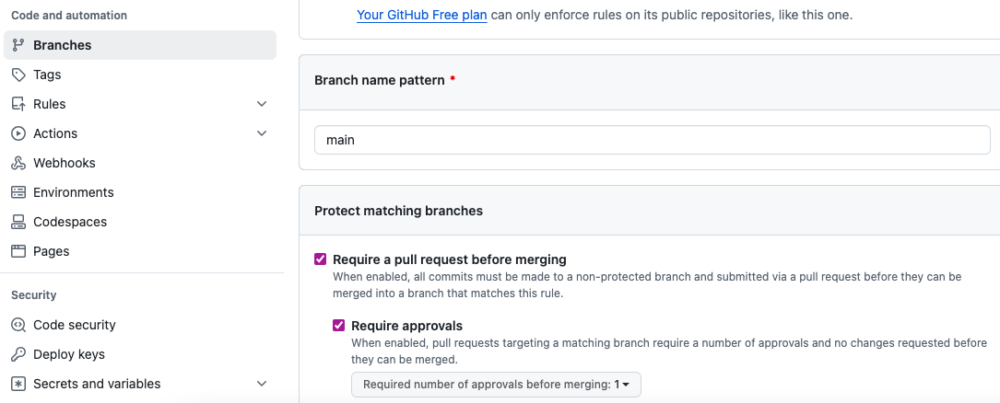 Code and automation
Branches
Tags
Rules
Actions
Webhooks
Environments
Codespaces
Pages
Security
Code security
Deploy keys
Secrets and variables
Your GitHub Free plan can only enforce rules on its public repositories, like this one.
Branch name pattern *
main
Protect matching branches
Require a pull request before merging
When enabled, all commits must be made to a non-protected branch and submitted via a pull request before they can be
merged into a branch that matches this rule.
Require approvals
When enabled, pull requests targeting a matching branch require a number of approvals and no changes requested before
they can be merged.
Required number of approvals before merging: 1